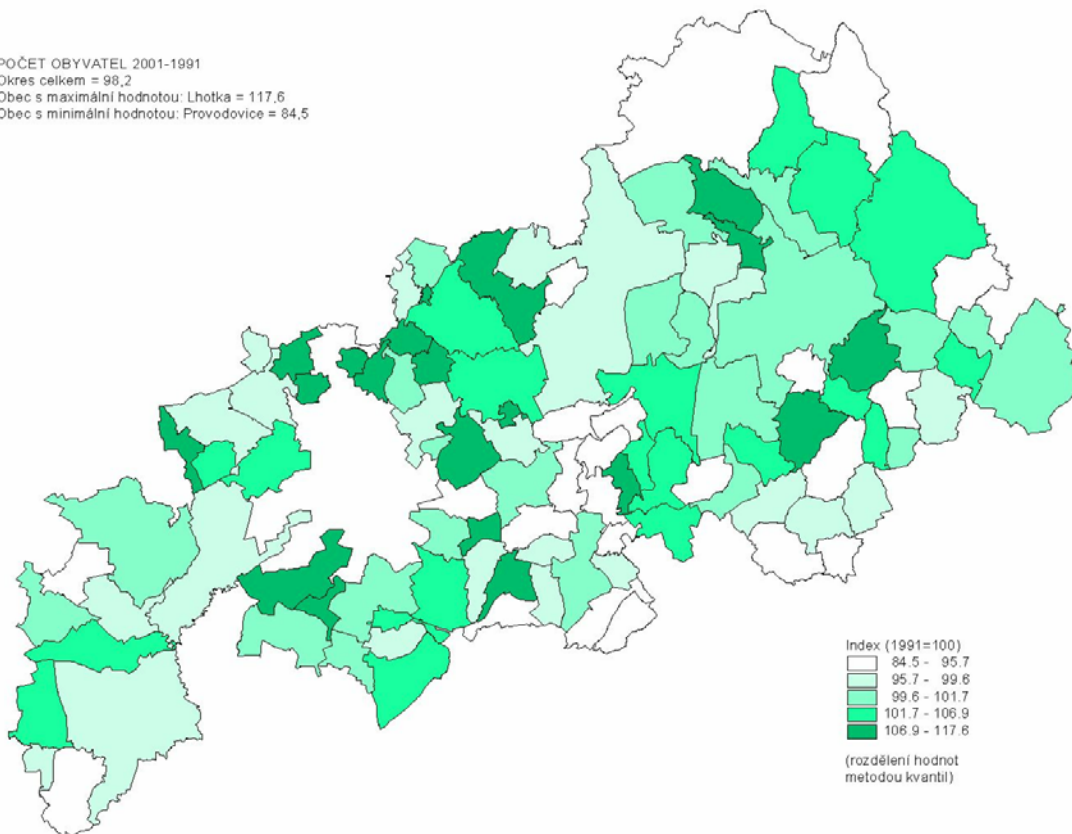 POČET OBYVATEL 2001-1991
Okres celkem = 98,2
Obec s maximální hodnotou: Lhotka = 117,6
Obec s minimální hodnotou: Provodovice = 84,5
Index (1991=100)
84.5 - 95.7
95.7 - 99.6
99.6 - 101.7
101.7 - 106.9
106.9 - 117.6
(rozdělení hodnot
metodou kvantil)